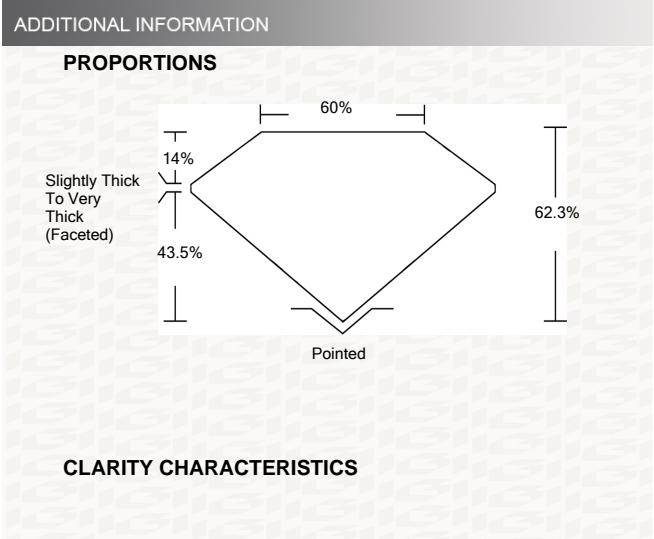 ADDITIONAL INFORMATION
PROPORTIONS
60%
14%
Slightly Thick
To Very
Thick
(Faceted)
62.3%
43.5%
Pointed
CLARITY CHARACTERISTICS